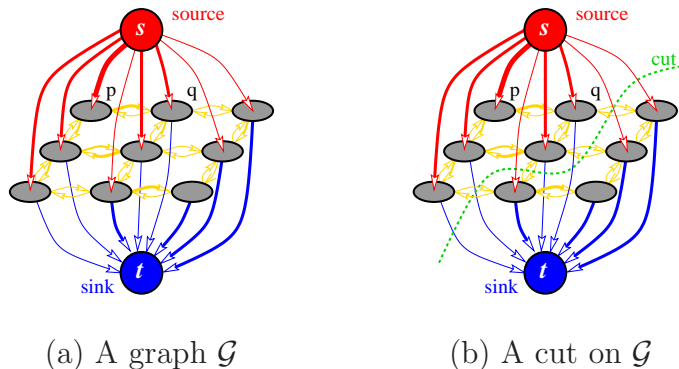 s source
p q
t
sink
(a) A graph 𝒢
s source
cut
p q
t
sink
(b) A cut on 𝒢